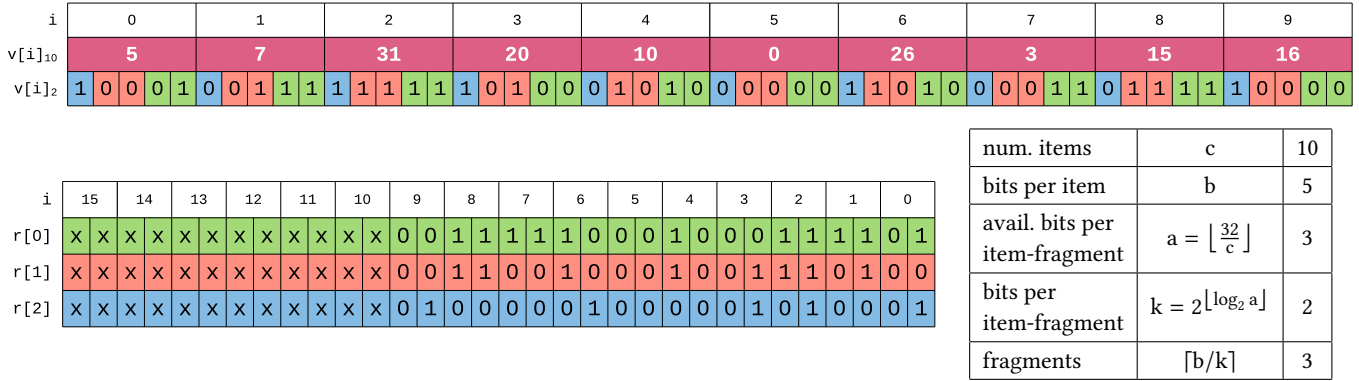 i 0 1 2 3 4 5 6 7 8 9
v[i]₁₀ 5 7 31 20 10 0 26 3 15 16
v[i]₂ 1 0 0 0 1 0 0 1 1 1 1 1 1 1 1 1 0 1 0 0 0 1 0 1 0 0 0 0 0 0 1 1 0 1 0 0 0 0 1 1 0 1 1 1 1 1 0 0 0 0
i 15 14 13 12 11 10 9 8 7 6 5 4 3 2 1 0
r[0] x x x x x x x x x x x x 0 0 1 1 1 1 1 0 0 0 1 0 0 0 1 1 1 1 0 1
r[1] x x x x x x x x x x x x 0 0 1 1 0 0 1 0 0 0 1 0 0 1 1 1 0 1 0 0
r[2] x x x x x x x x x x x x 0 1 0 0 0 0 0 1 0 0 0 0 0 1 0 1 0 0 0 1
num. items c 10
bits per item b 5
avail. bits per
item-fragment a = ⌊32/c⌋ 3
bits per
item-fragment k = 2^⌊log₂ a⌋ 2
fragments ⌈b/k⌉ 3